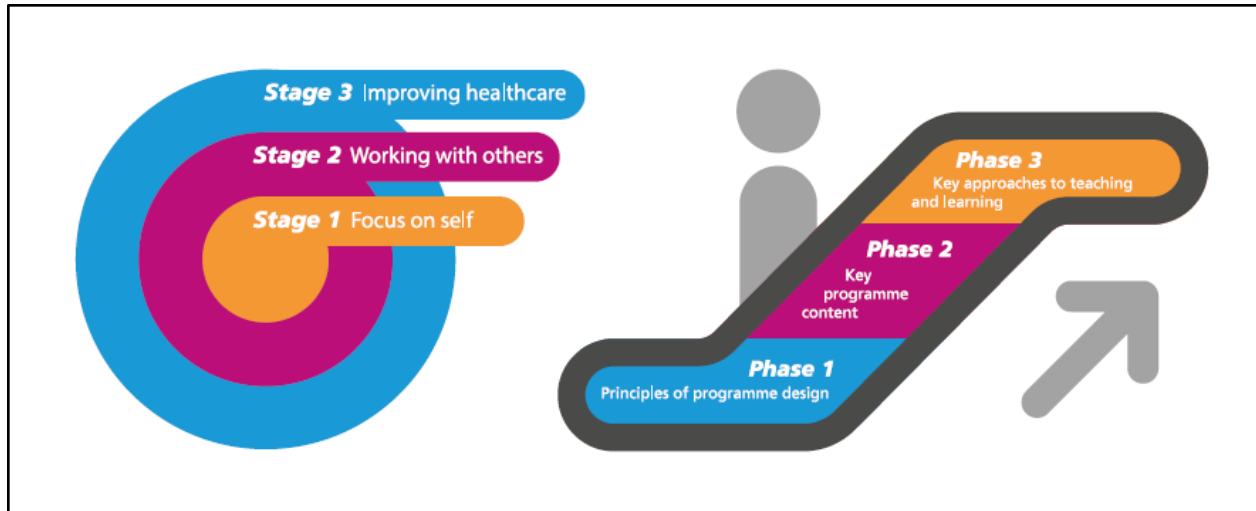 Stage 3 Improving healthcare
Stage 2 Working with others
Stage 1 Focus on self
Phase 3
Key approaches to teaching
and learning
Phase 2
Key
programme
content
Phase 1
Principles of programme design